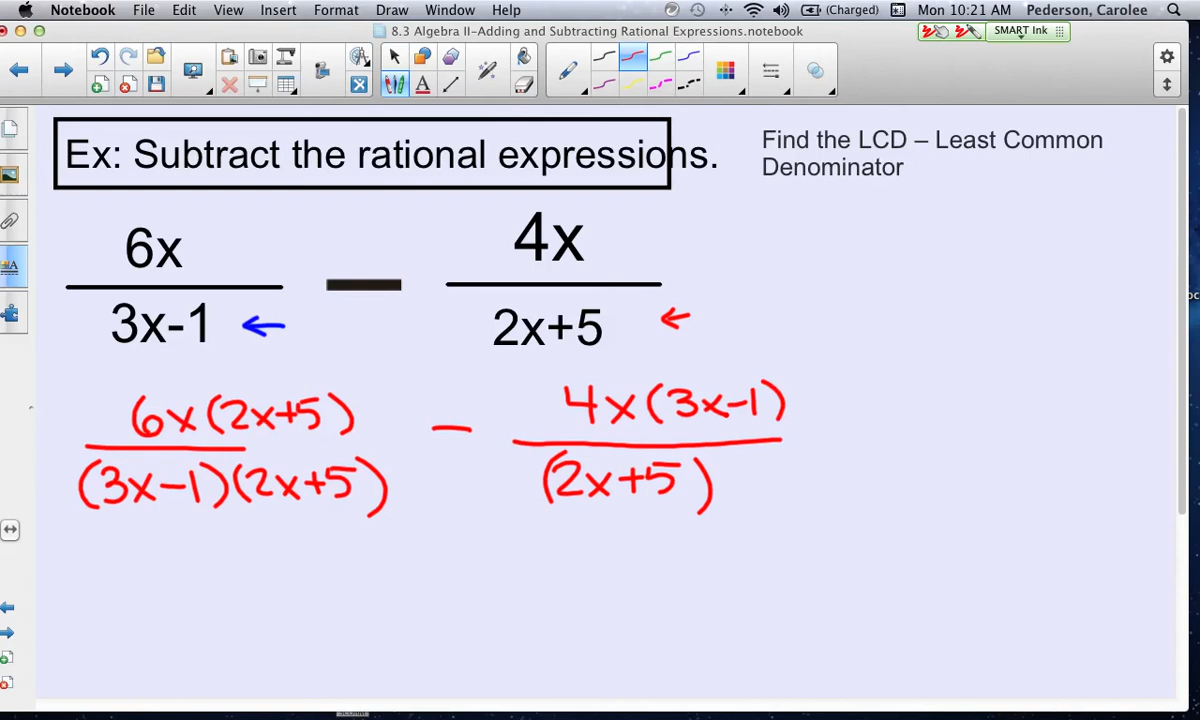 Notebook File Edit View Insert Format Draw Window Help (Charged) Mon 10:21 AM Pederson, Carolee
8.3 Algebra II-Adding and Subtracting Rational Expressions.notebook
SMART Ink
Ex: Subtract the rational expressions.
Find the LCD – Least Common
Denominator
6x
4x
3x-1
2x+5
6x(2x+5) - 4x(3x-1)
(3x-1)(2x+5) (2x+5)